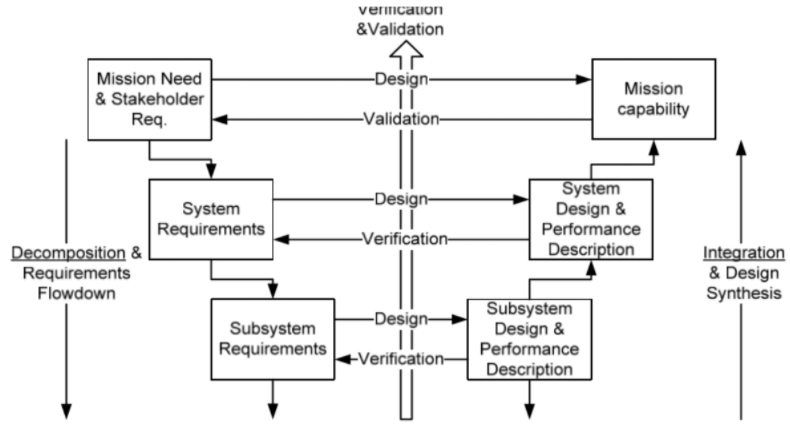 Verification
&Validation
Mission Need
& Stakeholder
Req.
Design
Mission
capability
Validation
System
Requirements
Design
System
Design &
Performance
Description
Verification
Decomposition &
Requirements
Flowdown
Integration
& Design
Synthesis
Subsystem
Requirements
Design
Subsystem
Design &
Performance
Description
Verification